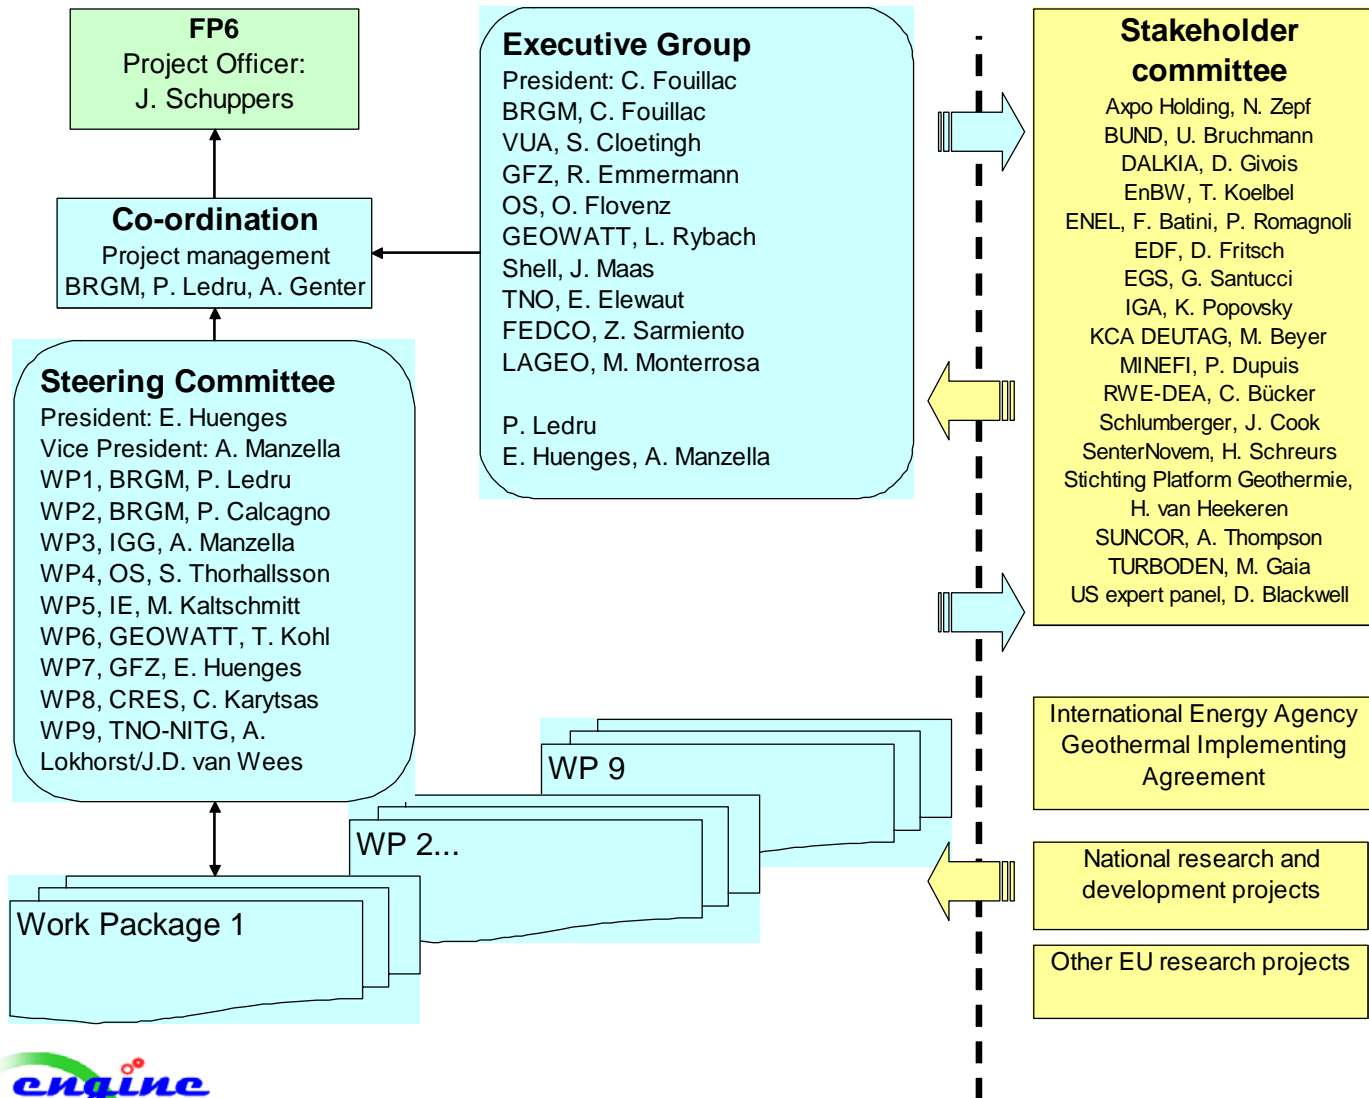 FP6
Project Officer:
J. Schuppers
Co-ordination
Project management
BRGM, P. Ledru, A. Genter
Steering Committee
President: E. Huenges
Vice President: A. Manzella
WP1, BRGM, P. Ledru
WP2, BRGM, P. Calcagno
WP3, IGG, A. Manzella
WP4, OS, S. Thorhallsson
WP5, IE, M. Kaltschmitt
WP6, GEOWATT, T. Kohl
WP7, GFZ, E. Huenges
WP8, CRES, C. Karytsas
WP9, TNO-NITG, A.
Lokhorst/J.D. van Wees
Executive Group
President: C. Fouillac
BRGM, C. Fouillac
VUA, S. Cloetingh
GFZ, R. Emmermann
OS, O. Flovenz
GEOWATT, L. Rybach
Shell, J. Maas
TNO, E. Elewaut
FEDCO, Z. Sarmiento
LAGEO, M. Monterrosa
P. Ledru
E. Huenges, A. Manzella
Work Package 1
WP 2...
WP 9
Stakeholder
committee
Axpo Holding, N. Zepf
BUND, U. Bruchmann
DALKIA, D. Givois
EnBW, T. Koelbel
ENEL, F. Batini, P. Romagnoli
EDF, D. Fritsch
EGS, G. Santucci
IGA, K. Popovsky
KCA DEUTAG, M. Beyer
MINEFI, P. Dupuis
RWE-DEA, C. Bücker
Schlumberger, J. Cook
SenterNovem, H. Schreurs
Stichting Platform Geothermie,
H. van Heekeren
SUNCOR, A. Thompson
TURBODEN, M. Gaia
US expert panel, D. Blackwell
International Energy Agency
Geothermal Implementing
Agreement
National research and
development projects
Other EU research projects
engine